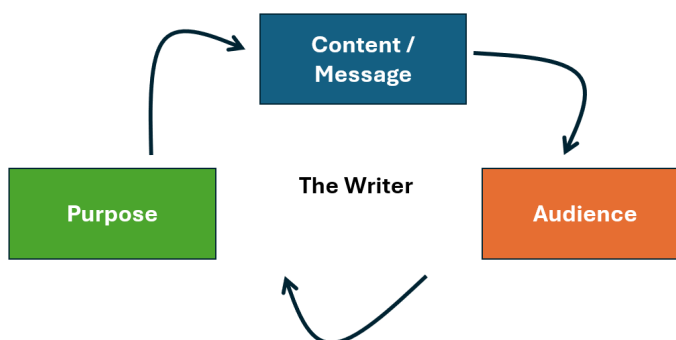 Content /
Message
The Writer
Purpose
Audience